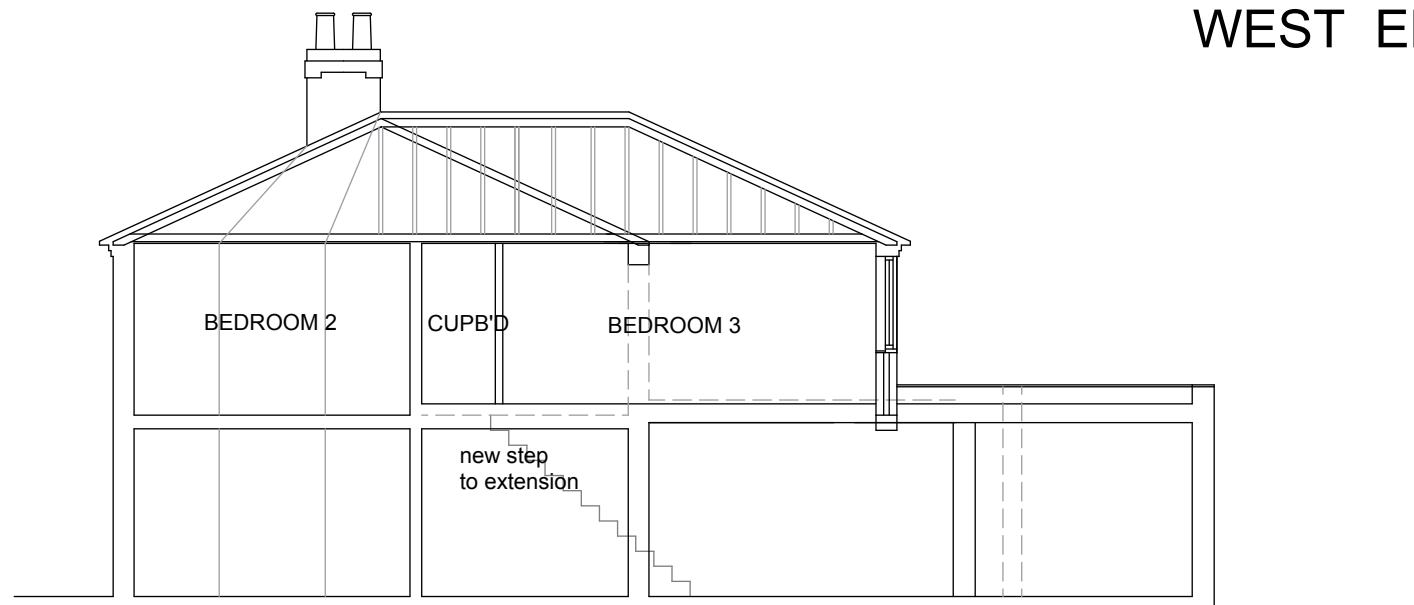 WEST
BEDROOM 2
CUPB'D
BEDROOM 3
new step
to extension